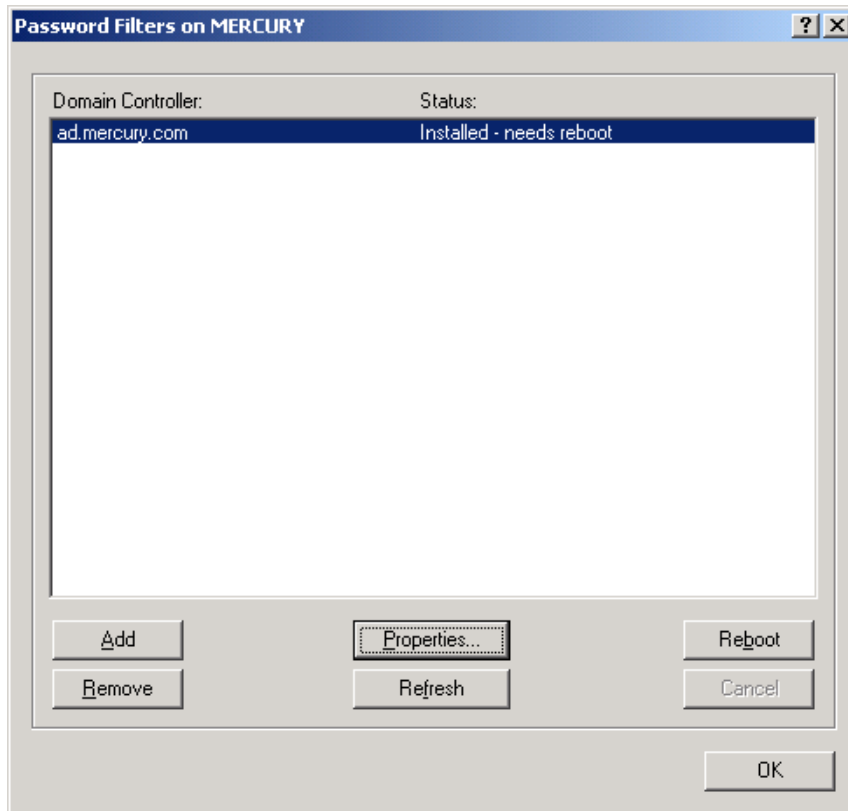 Password Filters on MERCURY
Domain Controller: Status:
ad.mercury.com Installed - needs reboot
Add Properties... Reboot
Remove Refresh Cancel
OK